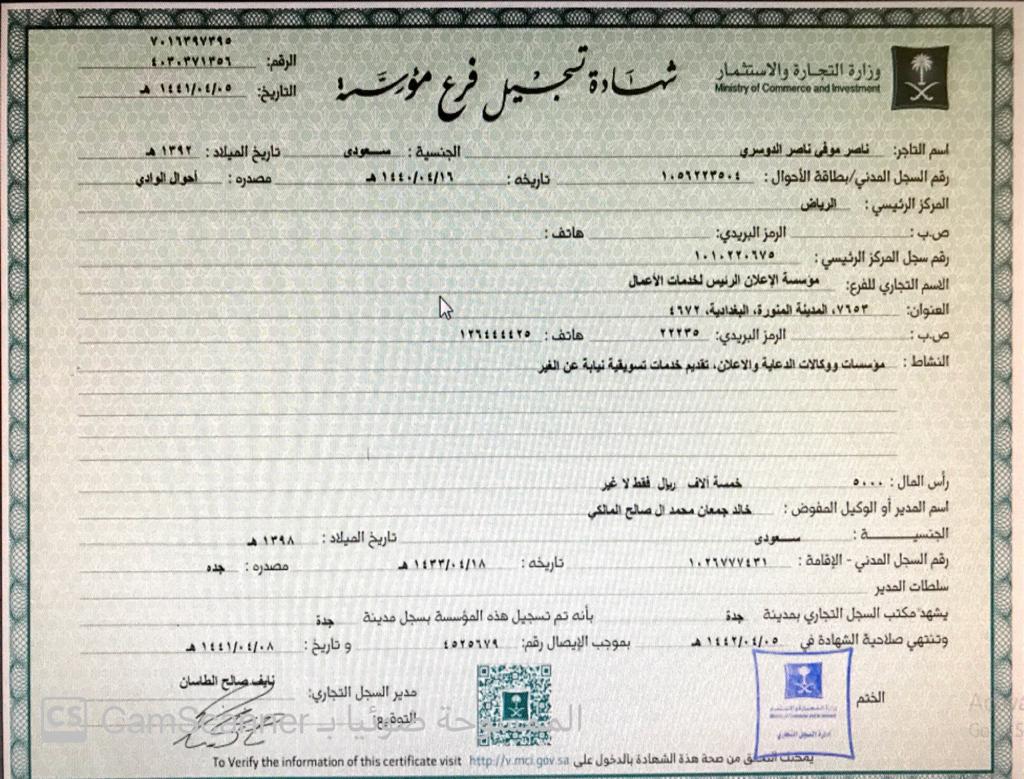 وزارة التجارة والاستثمار
Ministry of Commerce and Investment
شهادة تسجيل فرع مؤسسة
٧٠١٦٣٩٧٣٩٥
الرقم: ٤٠٣٠٣٧١٣٥٦
التاريخ: ١٤٤١/٠٤/٠٥ هـ
اسم التاجر: ناصر موفى ناصر الدوسري الجنسية : سعودى تاريخ الميلاد : ١٣٩٢ هـ
رقم السجل المدني/بطاقة الأحوال : ١٠٥٦٢٢٣٥٠٤ تاريخه : ١٤٤٠/٠٤/١٦ هـ مصدره : أحوال الوادي
المركز الرئيسي : الرياض
ص.ب : الرمز البريدي: هاتف :
رقم سجل المركز الرئيسي : ١٠١٠٢٢٠٦٧٥
الاسم التجاري للفرع: مؤسسة الإعلان الرئيس لخدمات الأعمال
العنوان: ٧٦٥٣، المدينة المنورة، البغدادية، ٤٦٧٢
ص.ب : الرمز البريدي: ٢٢٢٣٥ هاتف : ١٢٦٤٤٤٤٢٥
النشاط : مؤسسات ووكالات الدعاية والاعلان، تقديم خدمات تسويقية نيابة عن الغير
رأس المال : ٥٠٠٠ خمسة آلاف ريال فقط لا غير
اسم المدير أو الوكيل المفوض : خالد جمعان محمد ال صالح المالكي
الجنسيـــــــة : سعودى تاريخ الميلاد : ١٣٩٨ هـ
رقم السجل المدني - الإقامة : ١٠٢٦٧٧٧٤٣١ تاريخه : ١٤٣٣/٠٤/١٨ هـ مصدره : جده
سلطات المدير
يشهد مكتب السجل التجاري بمدينة جدة بأنه تم تسجيل هذه المؤسسة بسجل مدينة جدة
وتنتهي صلاحية الشهادة في ١٤٤٢/٠٤/٠٥ هـ بموجب الإيصال رقم: ٤٥٢٥٦٧٩ و تاريخ : ١٤٤١/٠٤/٠٨ هـ
الختم
مدير السجل التجاري: نايف صالح الطاسان
التوقيع:
CS الممسوحة ضوئيا بـ CamScanner
يمكنك التحقق من صحة هذه الشهادة بالدخول على http://v.mci.gov.sa To Verify the information of this certificate visit